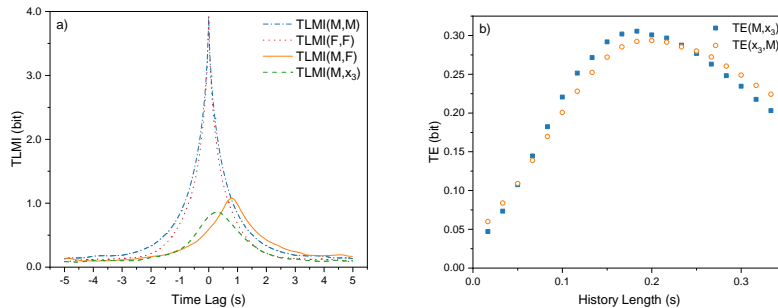 a)
TLMI(M,M)
TLMI(F,F)
TLMI(M,F)
TLMI(M,x₃)
4.0
3.0
2.0
1.0
0.0
TLMI (bit)
-5 -4 -3 -2 -1 0 1 2 3 4 5
Time Lag (s)
b)
TE(M,x₃)
TE(x₃,M)
0.30
0.25
0.20
0.15
0.10
0.05
0.00
TE (bit)
0.0 0.1 0.2 0.3
History Length (s)